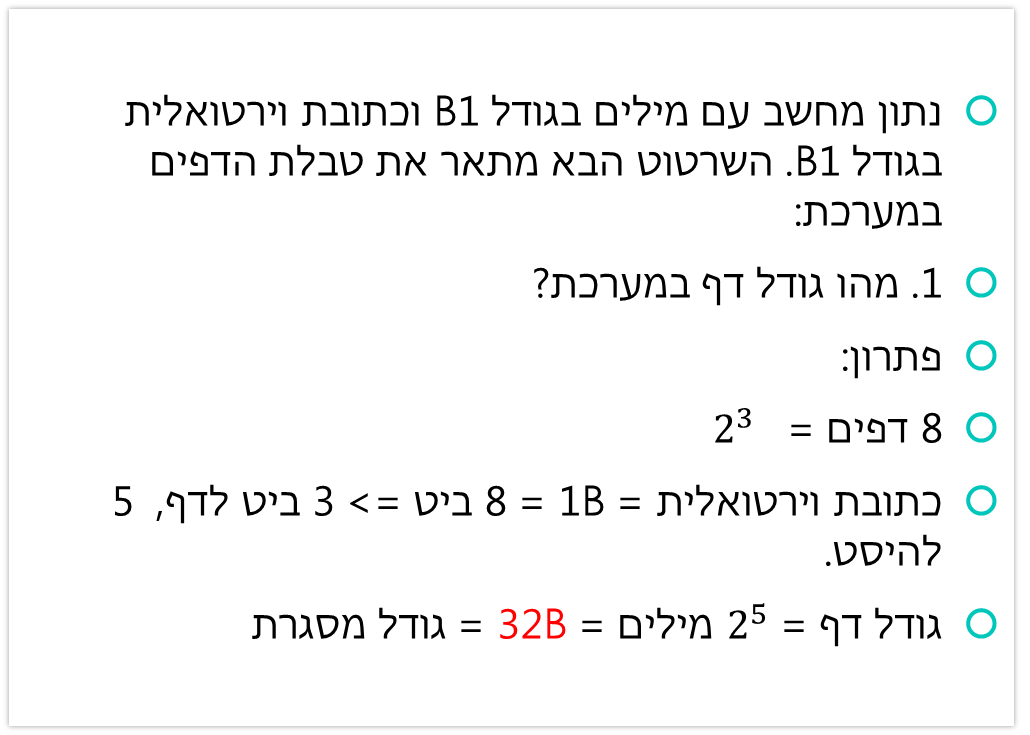 נתון מחשב עם מילים בגודל B1 וכתובת וירטואלית
בגודל B1. השרטוט הבא מתאר את טבלת הדפים
במערכת:
1. מהו גודל דף במערכת?
פתרון:
8 דפים = 2³
כתובת וירטואלית = 1B = 8 ביט => 3 ביט לדף, 5
להיסט.
גודל דף = 2⁵ מילים = 32B = גודל מסגרת